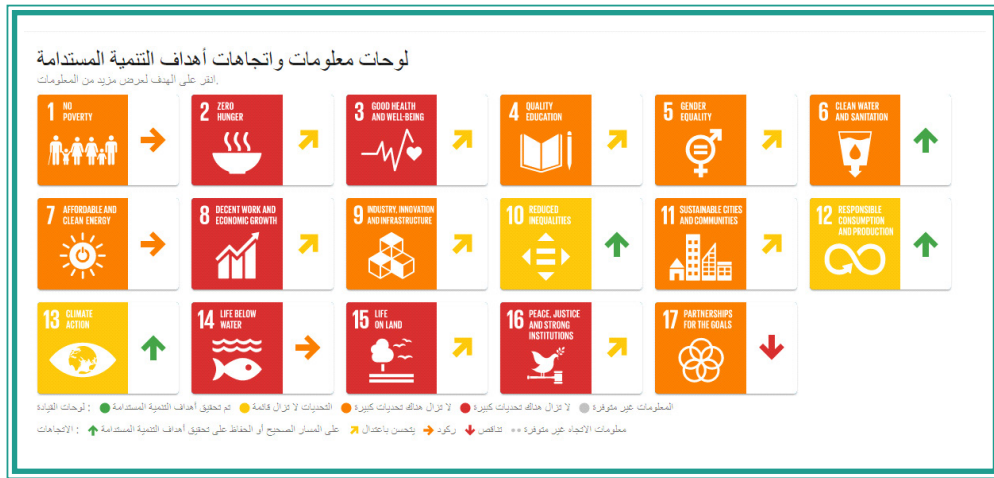 لوحات معلومات واتجاهات أهداف التنمية المستدامة
انقر على الهدف لعرض مزيد من المعلومات.
1 NO POVERTY
2 ZERO HUNGER
3 GOOD HEALTH AND WELL-BEING
4 QUALITY EDUCATION
5 GENDER EQUALITY
6 CLEAN WATER AND SANITATION
7 AFFORDABLE AND CLEAN ENERGY
8 DECENT WORK AND ECONOMIC GROWTH
9 INDUSTRY, INNOVATION AND INFRASTRUCTURE
10 REDUCED INEQUALITIES
11 SUSTAINABLE CITIES AND COMMUNITIES
12 RESPONSIBLE CONSUMPTION AND PRODUCTION
13 CLIMATE ACTION
14 LIFE BELOW WATER
15 LIFE ON LAND
16 PEACE, JUSTICE AND STRONG INSTITUTIONS
17 PARTNERSHIPS FOR THE GOALS
لوحات القيادة : تم تحقيق أهداف التنمية المستدامة التحديات لا تزال قائمة لا تزال هناك تحديات كبيرة لا تزال هناك تحديات كبيرة المعلومات غير متوفرة
الاتجاهات : على المسار الصحيح أو الحفاظ على تحقيق أهداف التنمية المستدامة يتحسن باعتدال ركود تناقص معلومات الاتجاه غير متوفرة